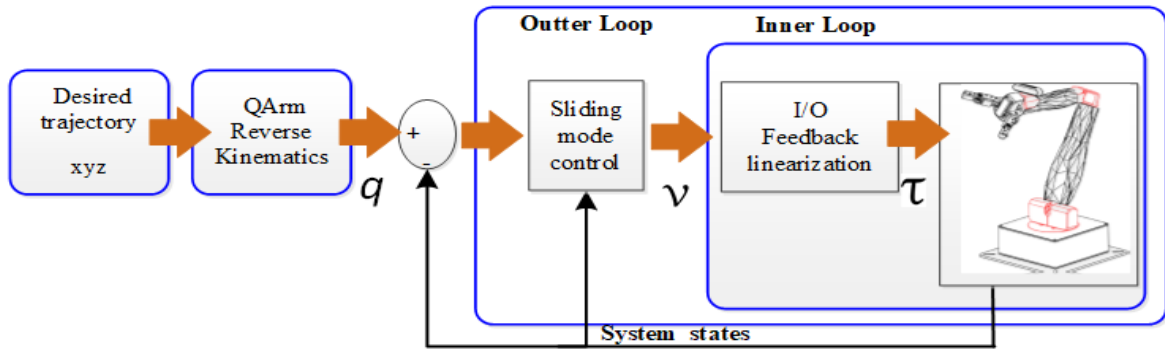 Outter Loop
Inner Loop
Desired
trajectory
xyz
QArm
Reverse
Kinematics
q
+
-
Sliding
mode
control
ν
I/O
Feedback
linearization
τ
System states